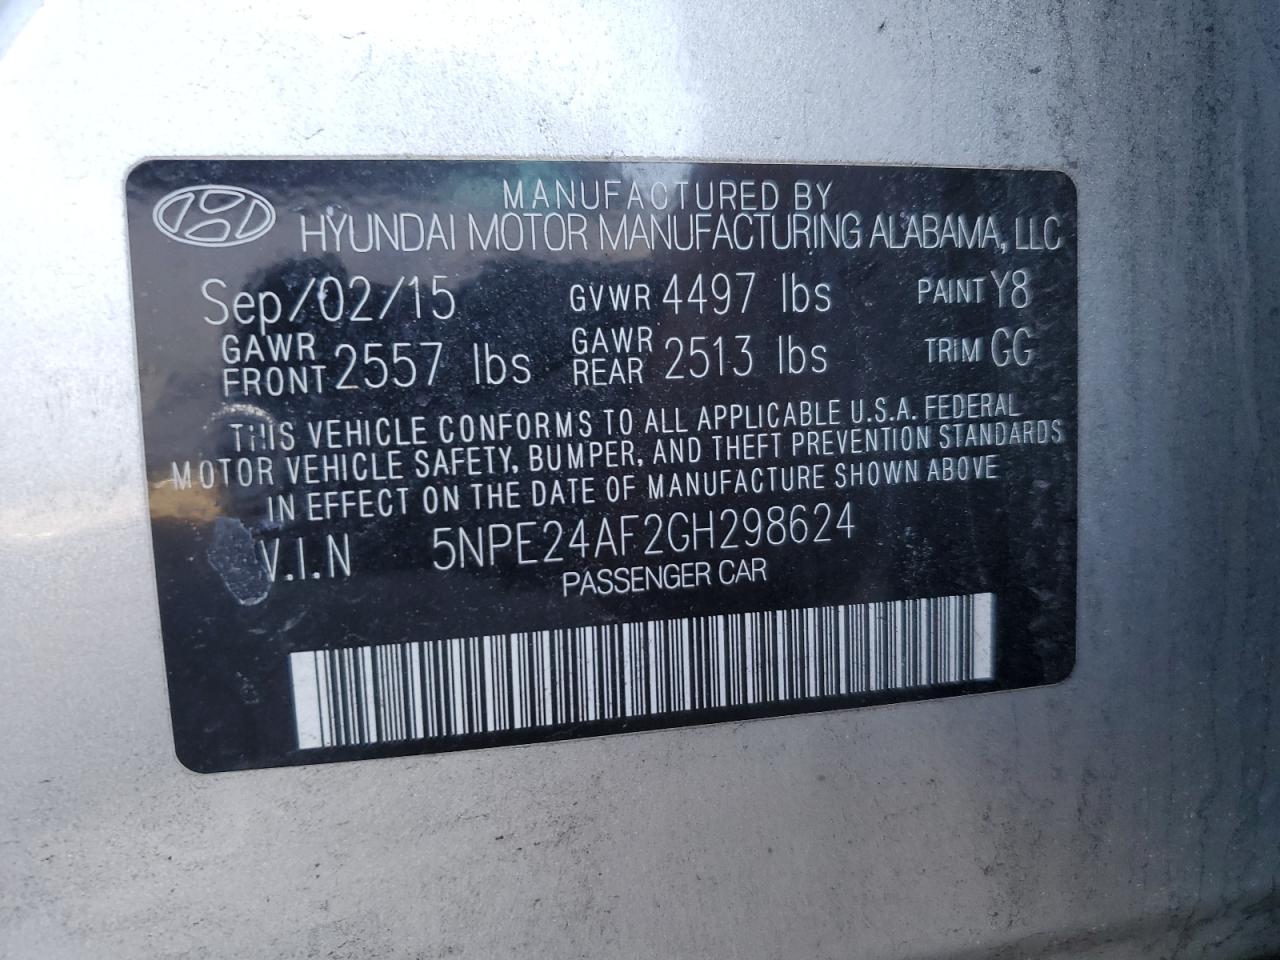 MANUFACTURED BY
HYUNDAI MOTOR MANUFACTURING ALABAMA, LLC
Sep/02/15 GVWR 4497 lbs PAINT Y8
GAWR FRONT 2557 lbs GAWR REAR 2513 lbs TRIM GG
THIS VEHICLE CONFORMS TO ALL APPLICABLE U.S.A. FEDERAL
MOTOR VEHICLE SAFETY, BUMPER, AND THEFT PREVENTION STANDARDS
IN EFFECT ON THE DATE OF MANUFACTURE SHOWN ABOVE
V.I.N 5NPE24AF2GH298624
PASSENGER CAR